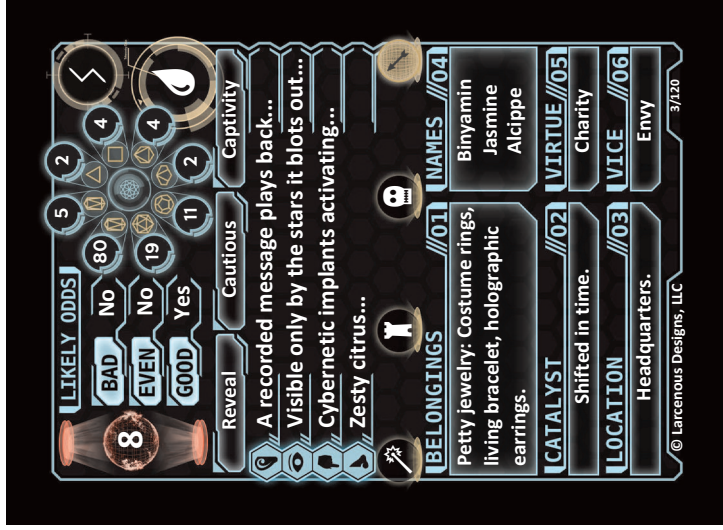 8
LIKELY ODDS
BAD No
EVEN No
GOOD Yes
5
2
4
4
2
11
19
80
Reveal
Cautious
Captivity
A recorded message plays back...
Visible only by the stars it blots out...
Cybernetic implants activating...
Zesty citrus...
BELONGINGS //01
Petty jewelry: Costume rings,
living bracelet, holographic
earrings.
NAMES //04
Binyamin
Jasmine
Alcippe
CATALYST //02
Shifted in time.
VIRTUE //05
Charity
LOCATION //03
Headquarters.
VICE //06
Envy
© Larcenous Designs, LLC
3/120